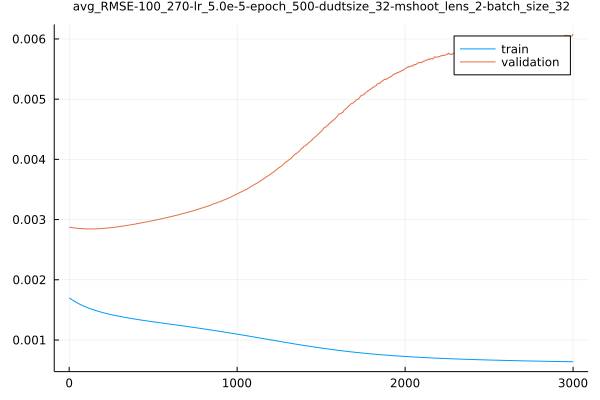 avg_RMSE-100_270-lr_5.0e-5-epoch_500-dudtsize_32-mshoot_lens_2-batch_size_32
0.006
train
validation
0.005
0.004
0.003
0.002
0.001
0 1000 2000 3000